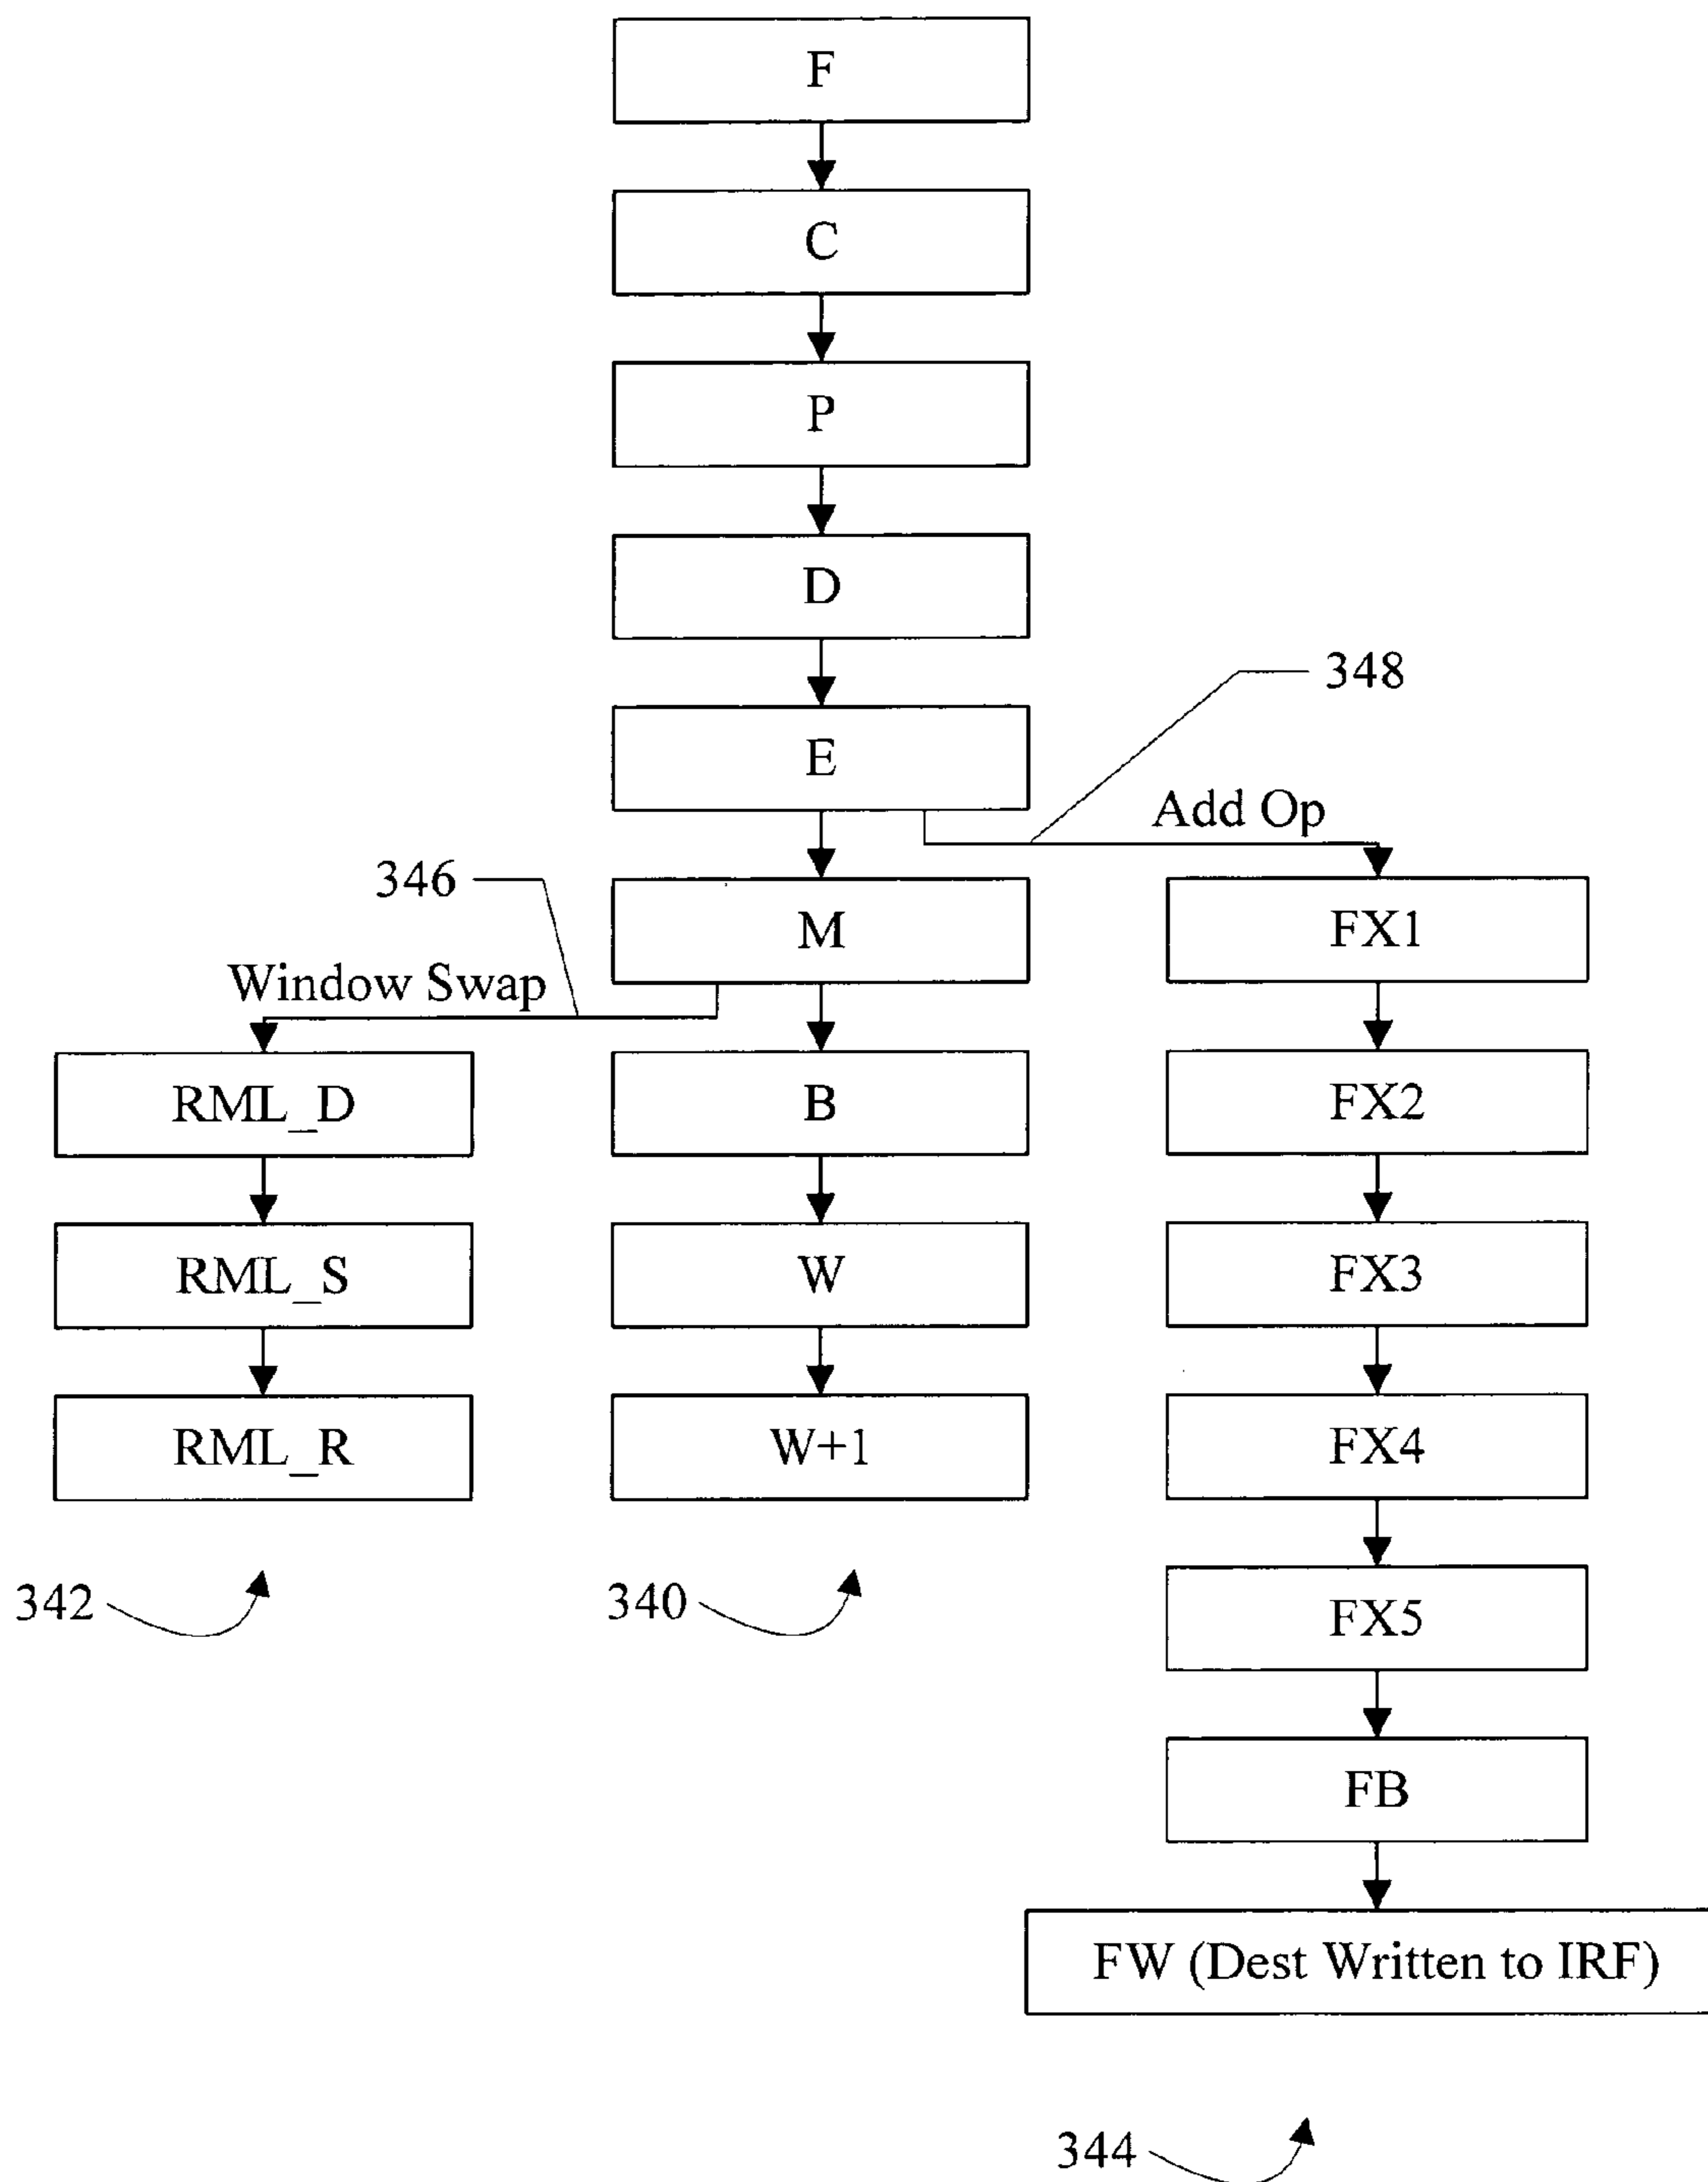 F
C
P
D
348
E
Add Op
346
M
FX1
Window Swap
RML_D
B
FX2
RML_S
W
FX3
RML_R
W+1
FX4
342
340
FX5
FB
FW (Dest Written to IRF)
344